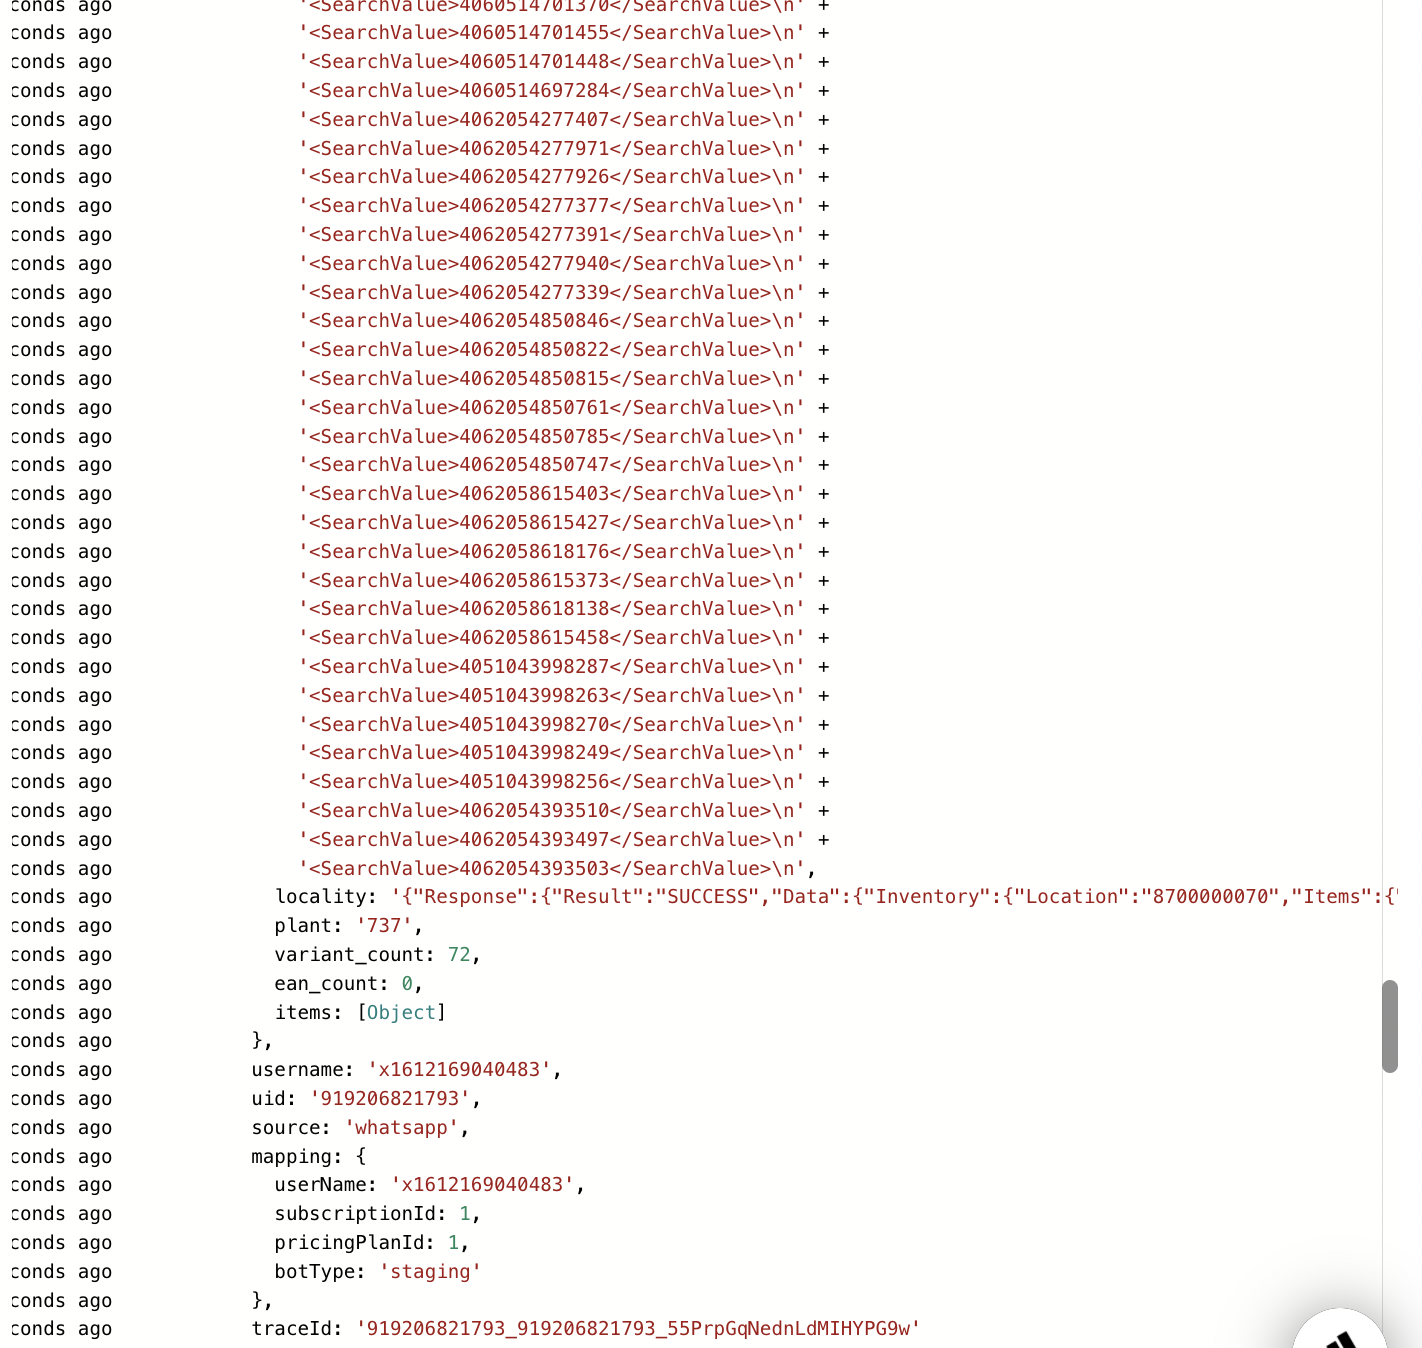 conds ago '<SearchValue>4060514701370</SearchValue>\n' +
conds ago '<SearchValue>4060514701455</SearchValue>\n' +
conds ago '<SearchValue>4060514701448</SearchValue>\n' +
conds ago '<SearchValue>4060514697284</SearchValue>\n' +
conds ago '<SearchValue>4062054277407</SearchValue>\n' +
conds ago '<SearchValue>4062054277971</SearchValue>\n' +
conds ago '<SearchValue>4062054277926</SearchValue>\n' +
conds ago '<SearchValue>4062054277377</SearchValue>\n' +
conds ago '<SearchValue>4062054277391</SearchValue>\n' +
conds ago '<SearchValue>4062054277940</SearchValue>\n' +
conds ago '<SearchValue>4062054277339</SearchValue>\n' +
conds ago '<SearchValue>4062054850846</SearchValue>\n' +
conds ago '<SearchValue>4062054850822</SearchValue>\n' +
conds ago '<SearchValue>4062054850815</SearchValue>\n' +
conds ago '<SearchValue>4062054850761</SearchValue>\n' +
conds ago '<SearchValue>4062054850785</SearchValue>\n' +
conds ago '<SearchValue>4062054850747</SearchValue>\n' +
conds ago '<SearchValue>4062058615403</SearchValue>\n' +
conds ago '<SearchValue>4062058615427</SearchValue>\n' +
conds ago '<SearchValue>4062058618176</SearchValue>\n' +
conds ago '<SearchValue>4062058615373</SearchValue>\n' +
conds ago '<SearchValue>4062058618138</SearchValue>\n' +
conds ago '<SearchValue>4062058615458</SearchValue>\n' +
conds ago '<SearchValue>4051043998287</SearchValue>\n' +
conds ago '<SearchValue>4051043998263</SearchValue>\n' +
conds ago '<SearchValue>4051043998270</SearchValue>\n' +
conds ago '<SearchValue>4051043998249</SearchValue>\n' +
conds ago '<SearchValue>4051043998256</SearchValue>\n' +
conds ago '<SearchValue>4062054393510</SearchValue>\n' +
conds ago '<SearchValue>4062054393497</SearchValue>\n' +
conds ago '<SearchValue>4062054393503</SearchValue>\n',
conds ago locality: '{"Response":{"Result":"SUCCESS","Data":{"Inventory":{"Location":"8700000070","Items":{"
conds ago plant: '737',
conds ago variant_count: 72,
conds ago ean_count: 0,
conds ago items: [Object]
conds ago },
conds ago username: 'x1612169040483',
conds ago uid: '919206821793',
conds ago source: 'whatsapp',
conds ago mapping: {
conds ago userName: 'x1612169040483',
conds ago subscriptionId: 1,
conds ago pricingPlanId: 1,
conds ago botType: 'staging'
conds ago },
conds ago traceId: '919206821793_919206821793_55PrpGqNednLdMIHYPG9w'